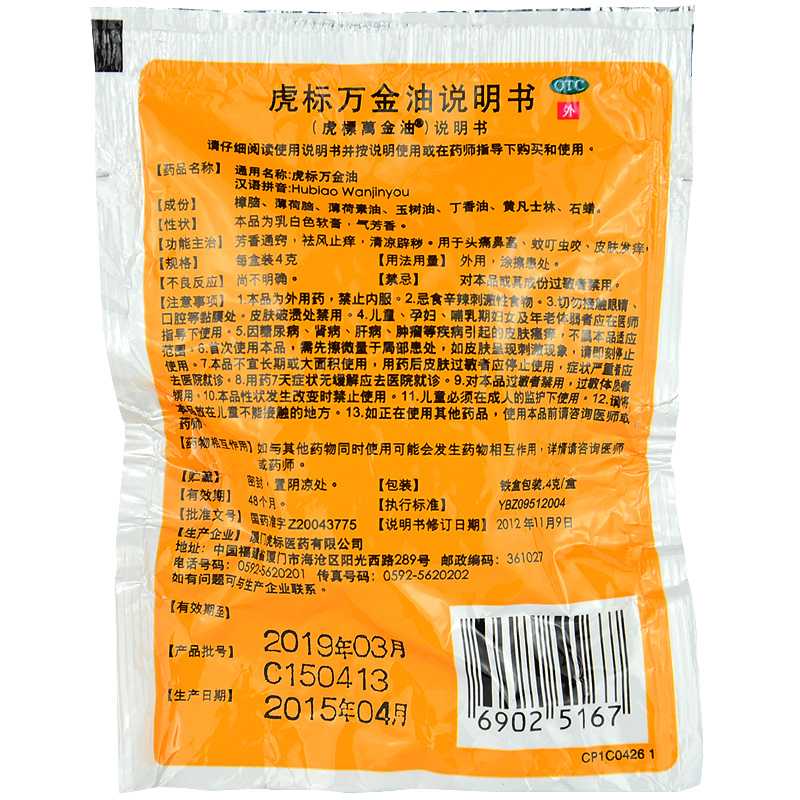 虎标万金油说明书
OTC
外
(虎標萬金油®)说明书
请仔细阅读使用说明书并按说明使用或在药师指导下购买和使用。
【药品名称】 通用名称:虎标万金油
汉语拼音:Hubiao Wanjinyou
【成份】 樟脑、薄荷脑、薄荷素油、玉树油、丁香油、黄凡士林、石蜡。
【性状】 本品为乳白色软膏,气芳香。
【功能主治】 芳香通窍,祛风止痒,清凉辟秽。用于头痛鼻塞、蚊叮虫咬、皮肤发痒。
【规格】 每盒装4克 【用法用量】 外用,涂擦患处。
【不良反应】 尚不明确。 【禁忌】 对本品或其成份过敏者禁用。
【注意事项】 1.本品为外用药,禁止内服。2.忌食辛辣刺激性食物。3.切勿接触眼睛、
口腔等黏膜处。皮肤破溃处禁用。4.儿童、孕妇、哺乳期妇女及年老体弱者应在医师
指导下使用。5.因糖尿病、肾病、肝病、肿瘤等疾病引起的皮肤瘙痒,不属本品适应
范围。6.首次使用本品,需先擦微量于局部患处,如皮肤呈现刺激现象,请即刻停止
使用。7.本品不宜长期或大面积使用,用药后皮肤过敏者应停止使用,症状严重者应
去医院就诊。8.用药7天症状无缓解应去医院就诊。9.对本品过敏者禁用,过敏体质者
慎用。10.本品性状发生改变时禁止使用。11.儿童必须在成人的监护下使用。12.请将
本品放在儿童不能接触的地方。13.如正在使用其他药品,使用本品前请咨询医师或
药师。
【药物相互作用】 如与其他药物同时使用可能会发生药物相互作用,详情请咨询医师
或药师。
【贮藏】 密封,置阴凉处。 【包装】 铁盒包装,4克/盒
【有效期】 48个月。 【执行标准】 YBZ09512004
【批准文号】 国药准字Z20043775 【说明书修订日期】 2012年11月9日
【生产企业】 厦门虎标医药有限公司
地址:中国福建省厦门市海沧区阳光西路289号 邮政编码:361027
电话号码:0592-5620201 传真号码:0592-5620202
如有问题可与生产企业联系。
【有效期至】 2019年03月
【产品批号】 C150413
【生产日期】 2015年04月
6902 5167
CP1C0426 1